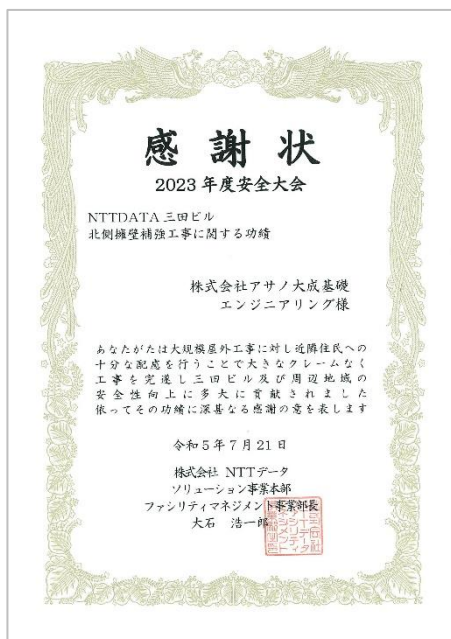 感謝状
2023年度安全大会
NTTDATA 三田ビル
北側擁壁補強工事に関する功績
株式会社アサノ大成基礎
エンジニアリング様
あなたがたは大規模屋外工事に対し近隣住民への
十分な配慮を行うことで大きなクレームなく
工事を完遂し三田ビル及び周辺地域の
安全性向上に多大に貢献されました
依ってその功績に深甚なる感謝の意を表します
令和5年7月21日
株式会社 NTTデータ
ソリューション事業本部
ファシリティマネジメント事業部長
大石 浩一郎